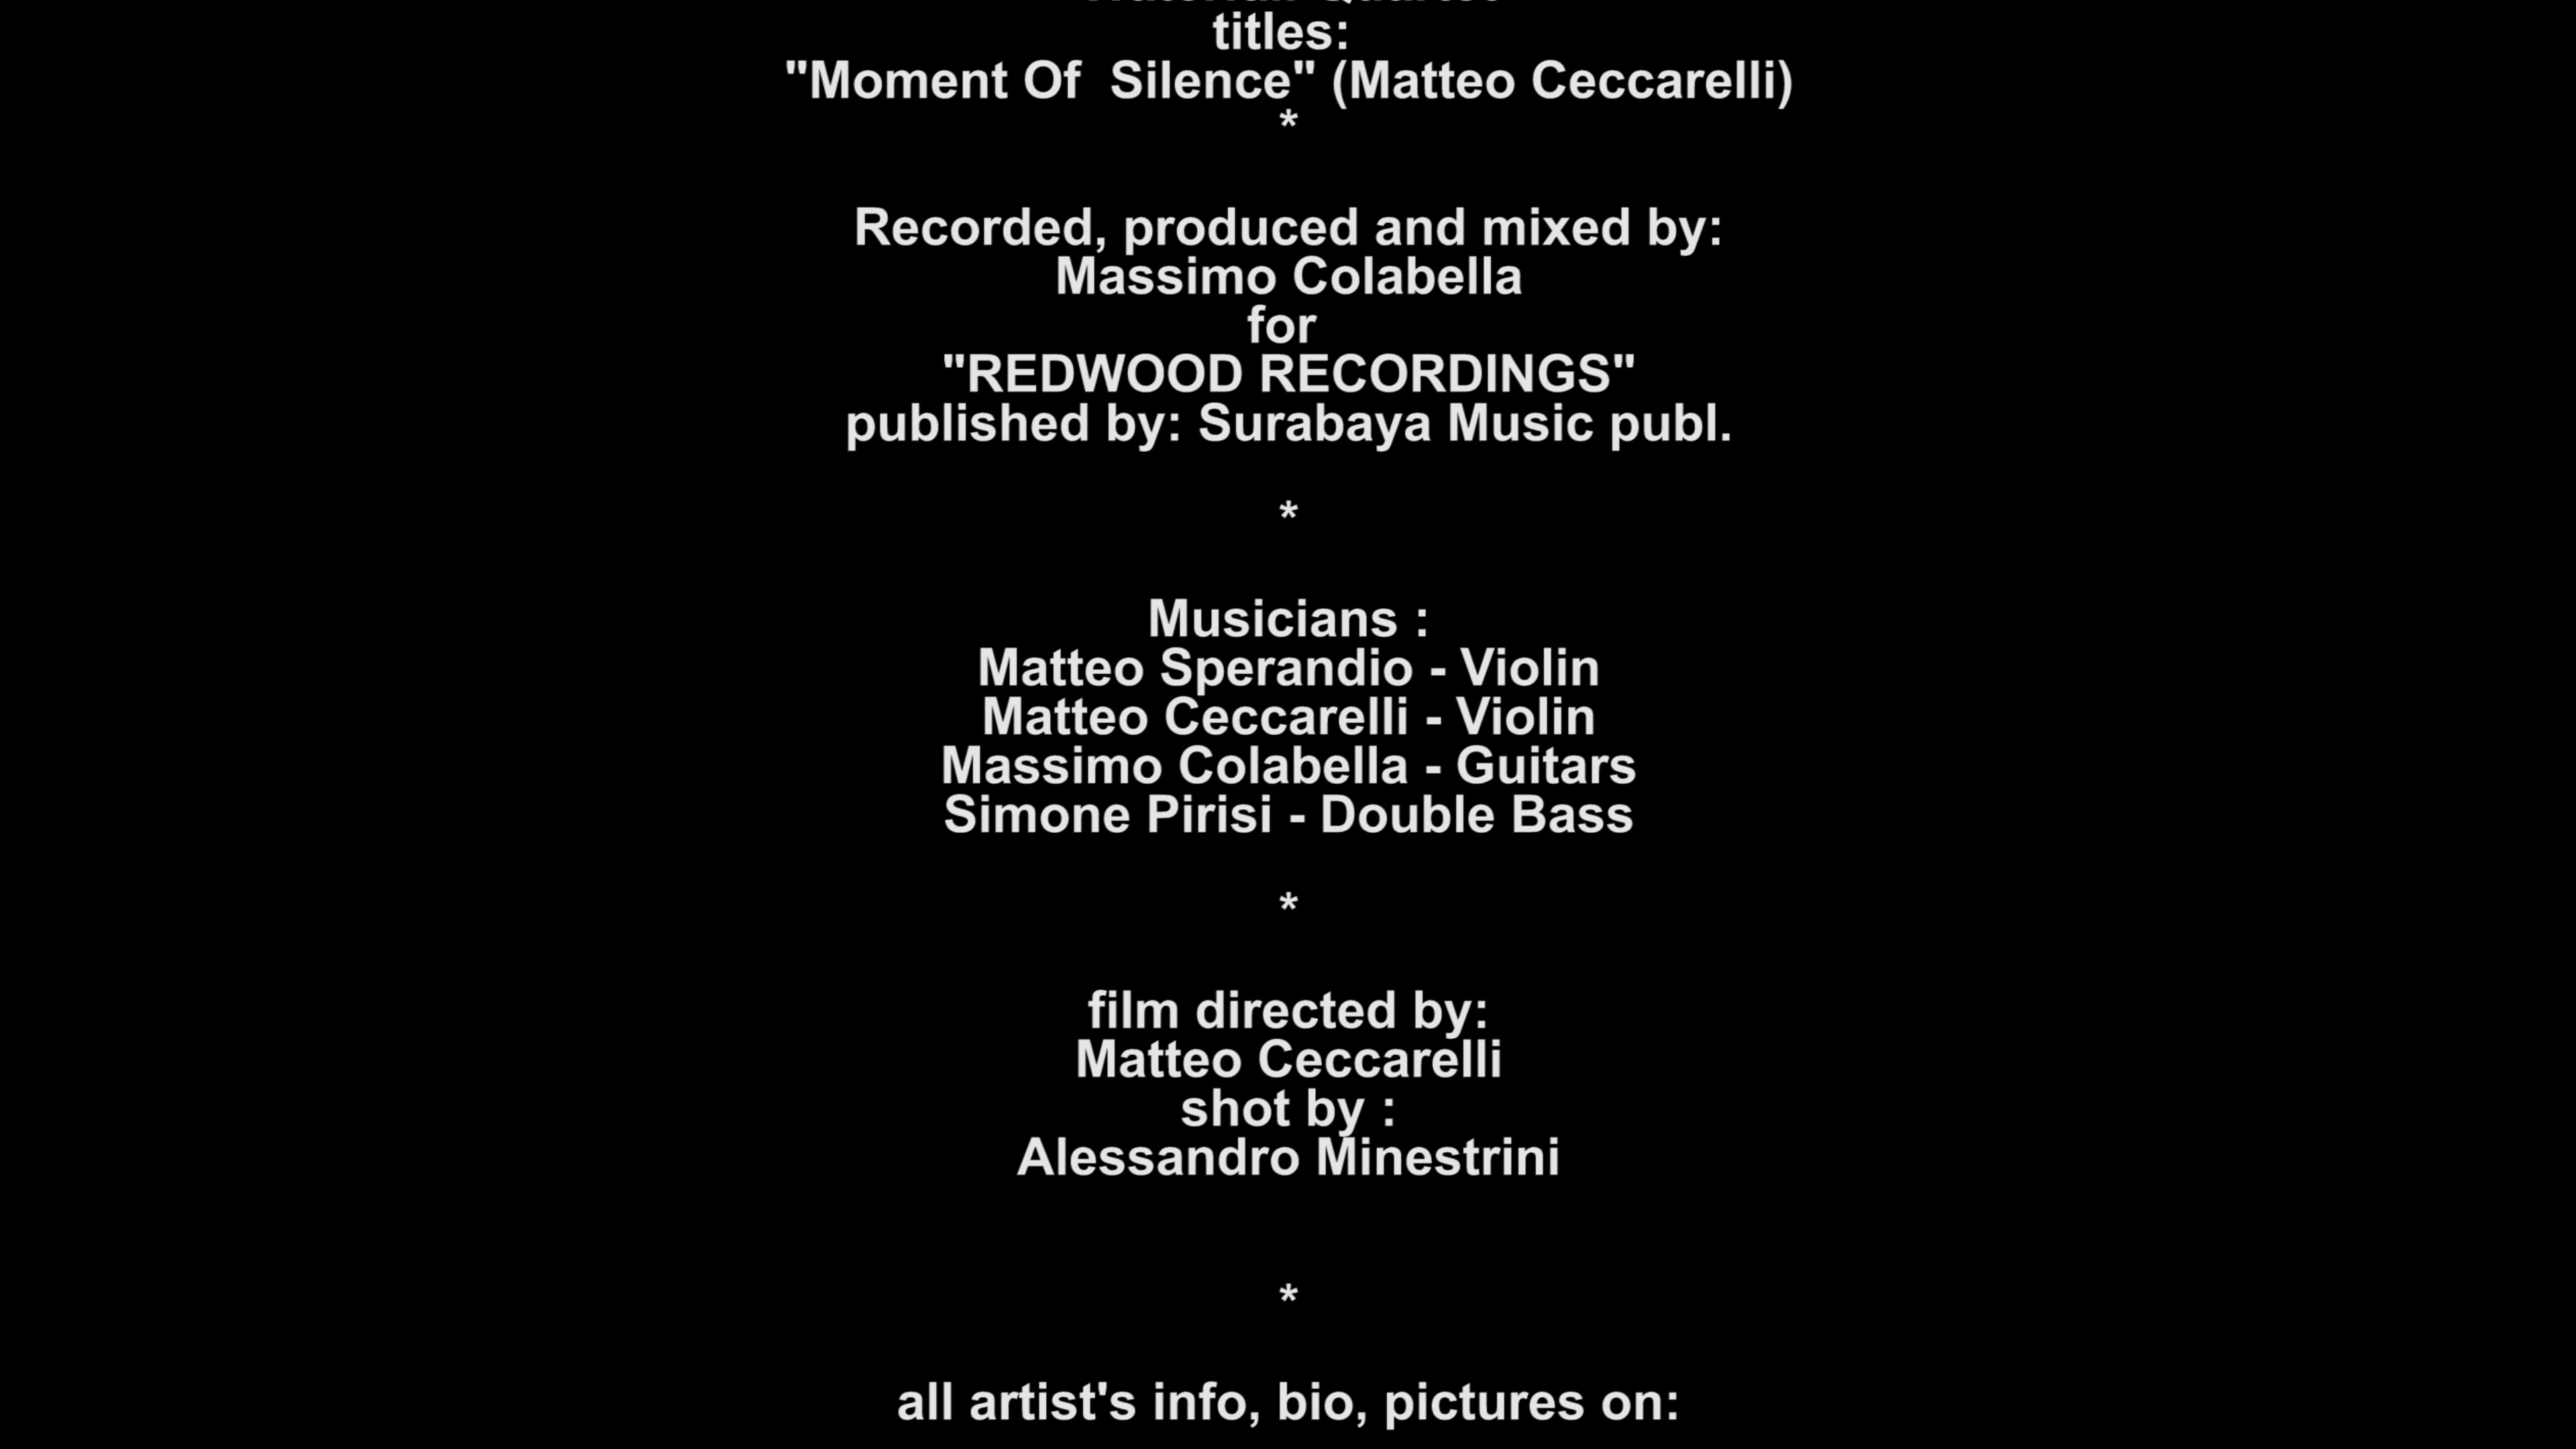 titles:
"Moment Of  Silence" (Matteo Ceccarelli)
*
Recorded, produced and mixed by:
Massimo Colabella
for
"REDWOOD RECORDINGS"
published by: Surabaya Music publ.
*
Musicians :
Matteo Sperandio - Violin
Matteo Ceccarelli - Violin
Massimo Colabella - Guitars
Simone Pirisi - Double Bass
*
film directed by:
Matteo Ceccarelli
shot by :
Alessandro Minestrini
*
all artist's info, bio, pictures on: